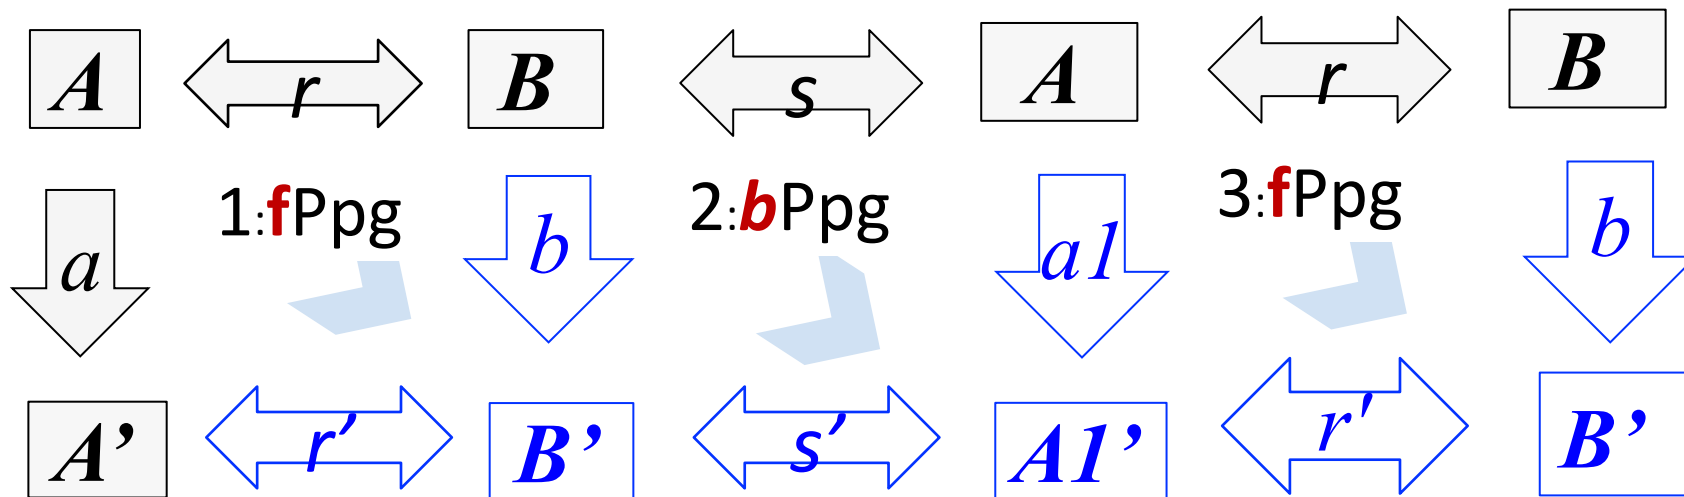 A r B s A r B
1:fPpg 2:bPpg 3:fPpg
a b a1 b
A’ r’ B’ s’ A1’ r′ B’